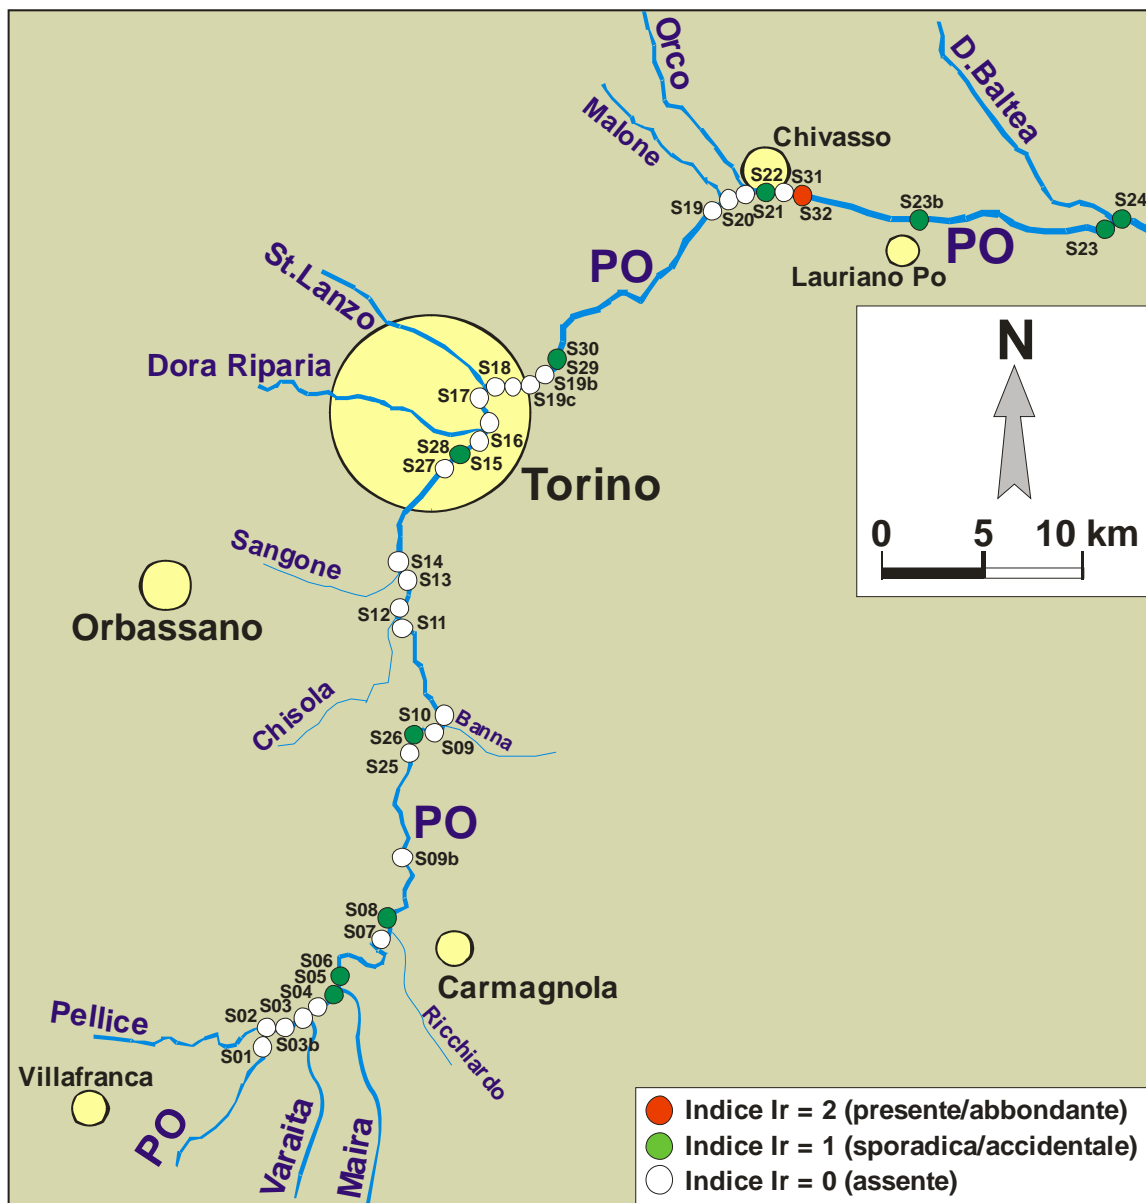 Orco
D.Baltea
Malone
Chivasso
S22
S31
S19
S20
S21
S32
S23b
S24
S23
PO
PO
Lauriano Po
St.Lanzo
Dora Riparia
S30
S29
S18
S19b
S17
S19c
S16
S28
S15
S27
Torino
N
0 5 10 km
Sangone
S14
S13
S12
S11
Orbassano
Chisola
S10
Banna
S26
S09
S25
PO
S09b
S08
S07
S06
S05
S04
S03
S02
S03b
S01
Carmagnola
Ricchiardo
Pellice
Villafranca
PO
Varaita
Maira
Indice Ir = 2 (presente/abbondante)
Indice Ir = 1 (sporadica/accidentale)
Indice Ir = 0 (assente)